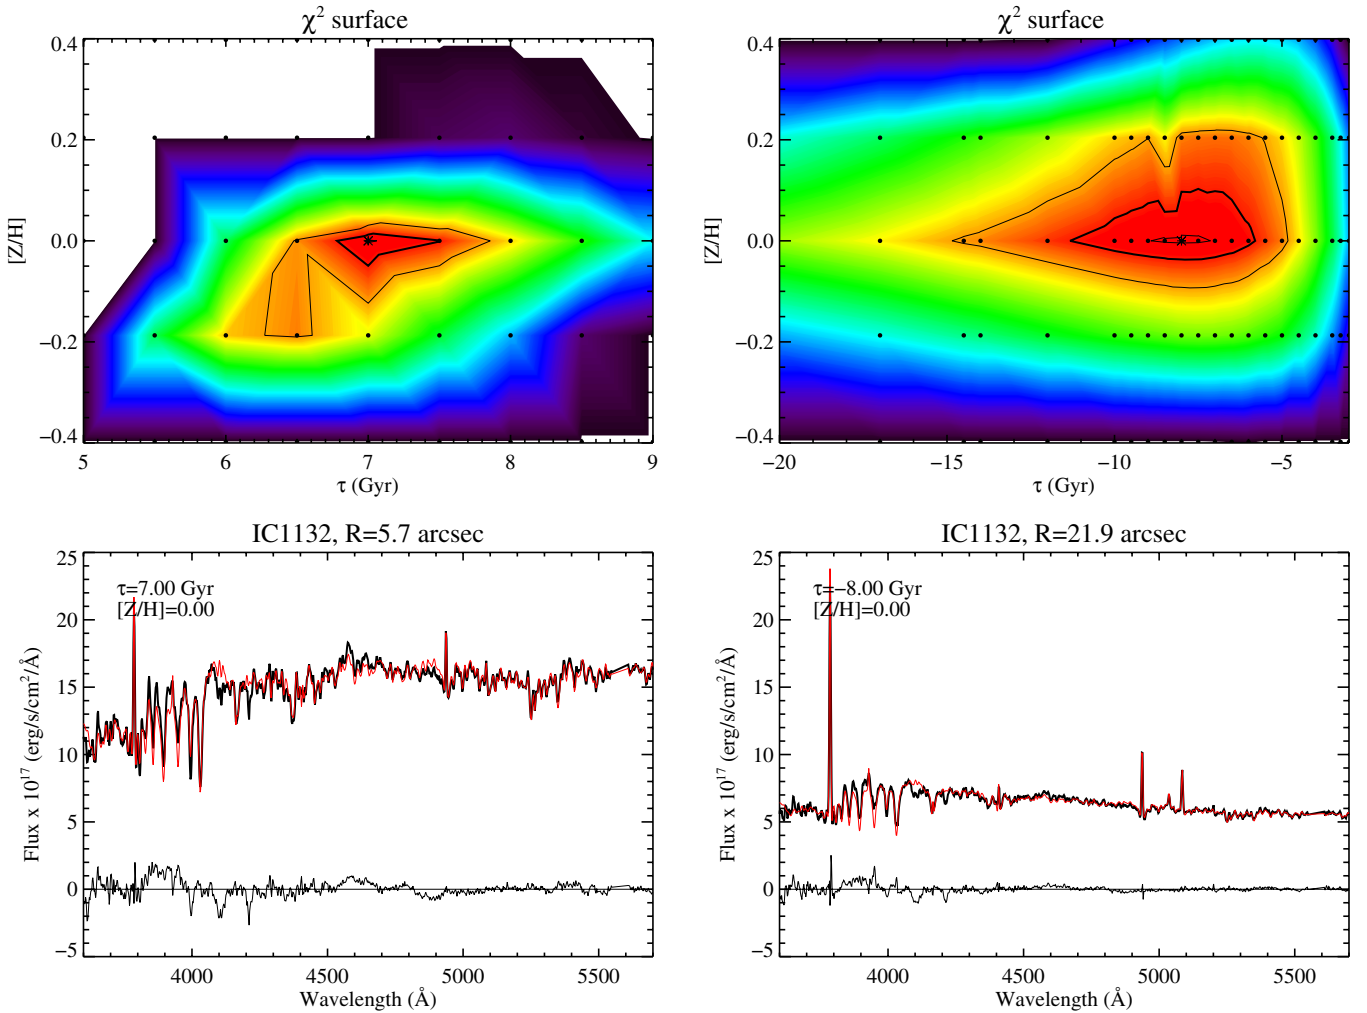 χ² surface
0.4
0.2
0.0
−0.2
−0.4
[Z/H]
5
6
7
8
9
τ (Gyr)
χ² surface
0.4
0.2
0.0
−0.2
−0.4
[Z/H]
−20
−15
−10
−5
τ (Gyr)
IC1132, R=5.7 arcsec
τ=7.00 Gyr
[Z/H]=0.00
25
20
15
10
5
0
−5
Flux x 10¹⁷ (erg/s/cm²/Å)
4000
4500
5000
5500
Wavelength (Å)
IC1132, R=21.9 arcsec
τ=−8.00 Gyr
[Z/H]=0.00
25
20
15
10
5
0
−5
Flux x 10¹⁷ (erg/s/cm²/Å)
4000
4500
5000
5500
Wavelength (Å)